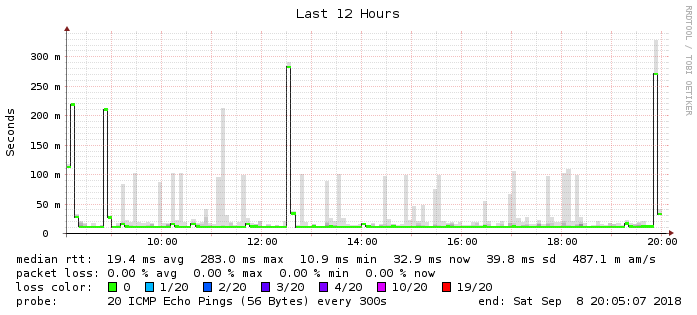 Last 12 Hours
RRDTOOL / TOBI OETIKER
Seconds
300 m
250 m
200 m
150 m
100 m
50 m
0
10:00 12:00 14:00 16:00 18:00 20:00
median rtt: 19.4 ms avg 283.0 ms max 10.9 ms min 32.9 ms now 39.8 ms sd 487.1 m am/s
packet loss: 0.00 % avg 0.00 % max 0.00 % min 0.00 % now
loss color: 0 1/20 2/20 3/20 4/20 10/20 19/20
probe: 20 ICMP Echo Pings (56 Bytes) every 300s end: Sat Sep 8 20:05:07 2018